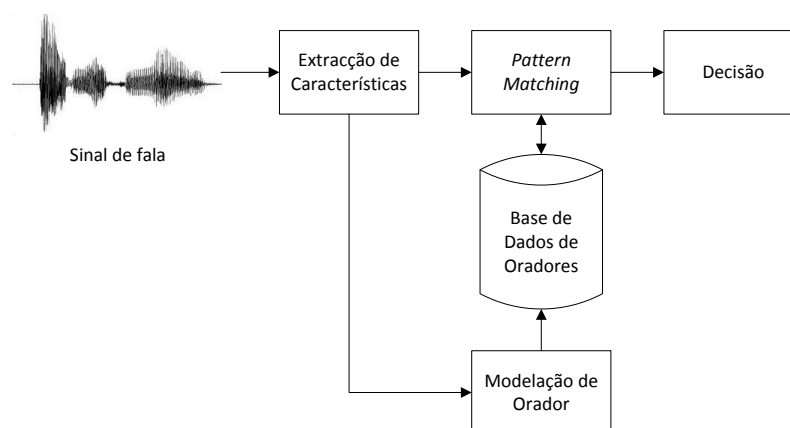 Sinal de fala
Extracção de
Características
Pattern
Matching
Decisão
Base de
Dados de
Oradores
Modelação de
Orador